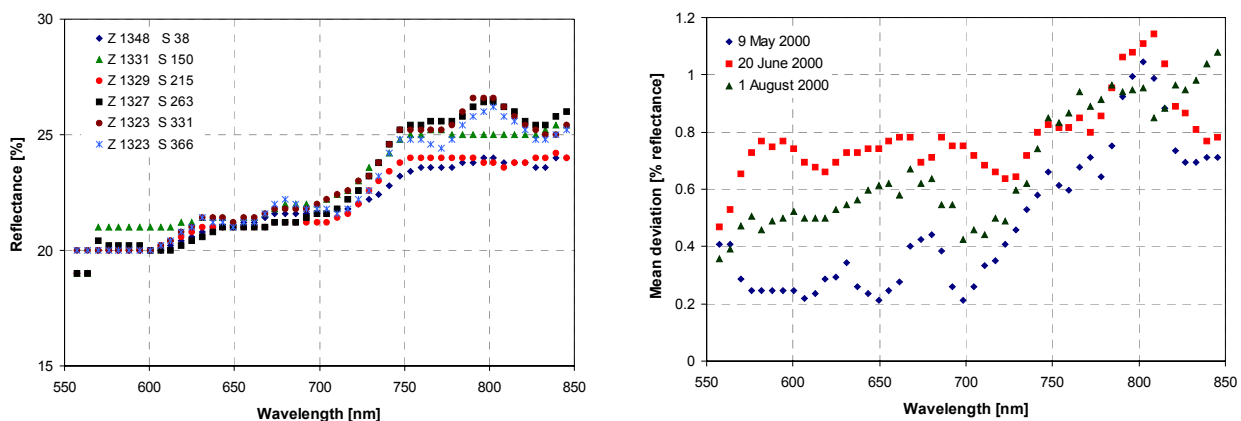 30
25
20
15
Reflectance [%]
Z 1348 S 38
Z 1331 S 150
Z 1329 S 215
Z 1327 S 263
Z 1323 S 331
Z 1323 S 366
550 600 650 700 750 800 850
Wavelength [nm]
1.2
1
0.8
0.6
0.4
0.2
0
Mean deviation [% reflectance]
9 May 2000
20 June 2000
1 August 2000
550 600 650 700 750 800 850
Wavelength [nm]